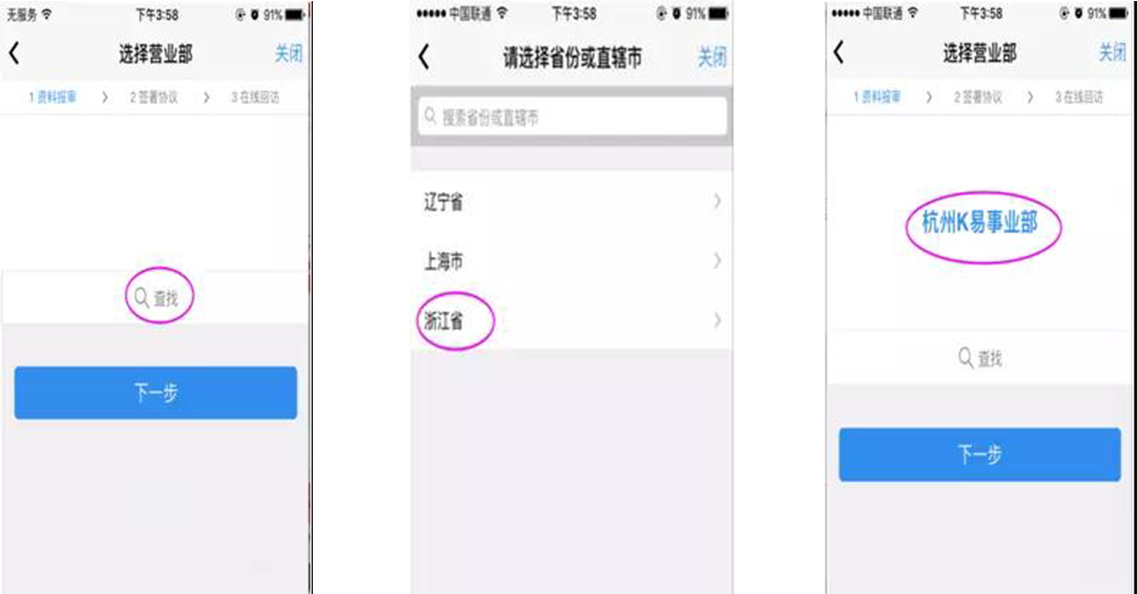 无服务 下午3:58 91%
选择营业部 关闭
1 资料报审 2 签署协议 3 在线回访
查找
下一步
中国联通 下午3:58 91%
请选择省份或直辖市 关闭
搜索省份或直辖市
辽宁省
上海市
浙江省
中国联通 下午3:58 91%
选择营业部 关闭
1 资料报审 2 签署协议 3 在线回访
杭州K易事业部
查找
下一步